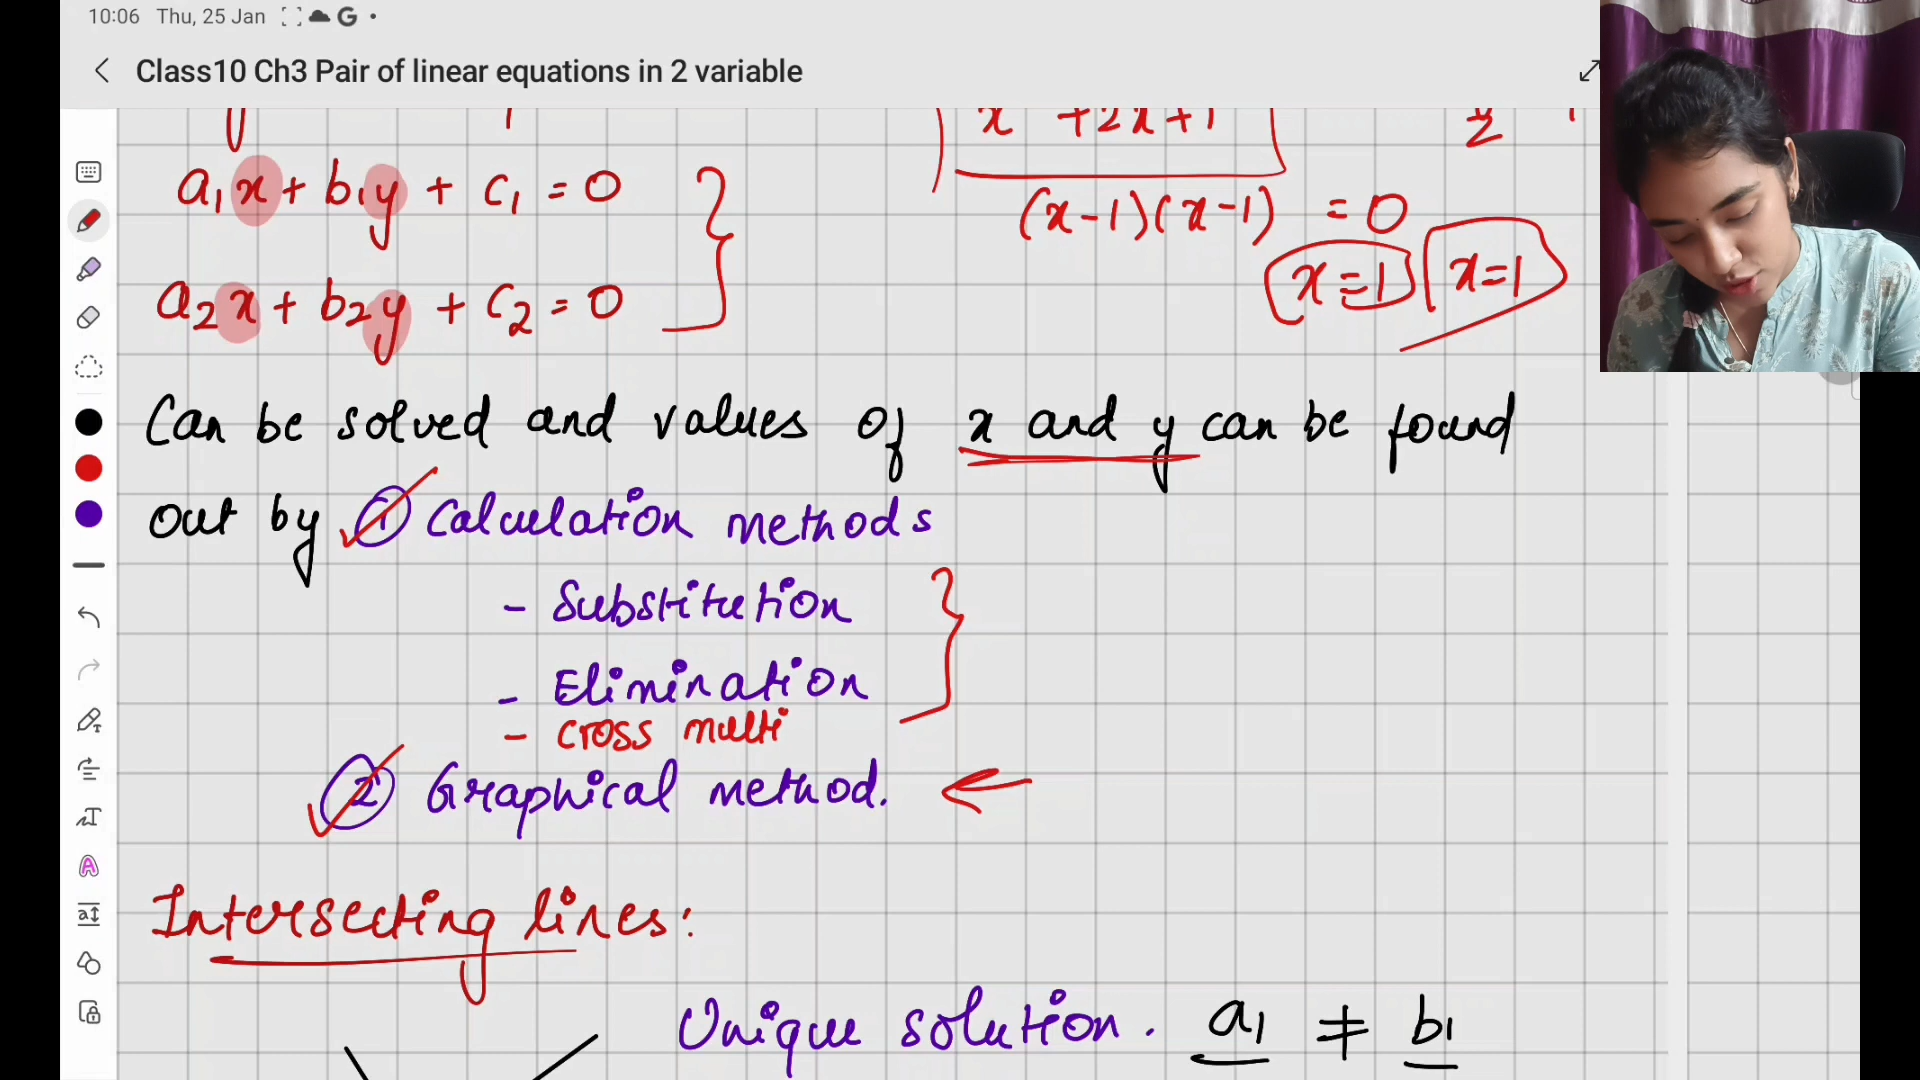 10:06 Thu, 25 Jan
Class10 Ch3 Pair of linear equations in 2 variable
x +2x+1
a1x + b1y + c1 = 0
(x-1)(x-1) = 0
x=1 x=1
a2x + b2y + c2 = 0
Can be solved and values of x and y can be found
out by ① Calculation methods
- Substitution
- Elimination
- cross multi
② Graphical method.
Intersecting lines:
Unique solution. a1 ≠ b1